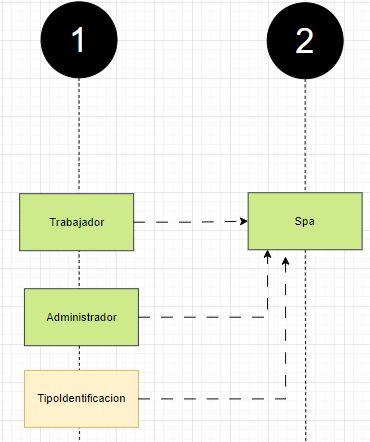 1
2
Trabajador
Spa
Administrador
TipoIdentificacion